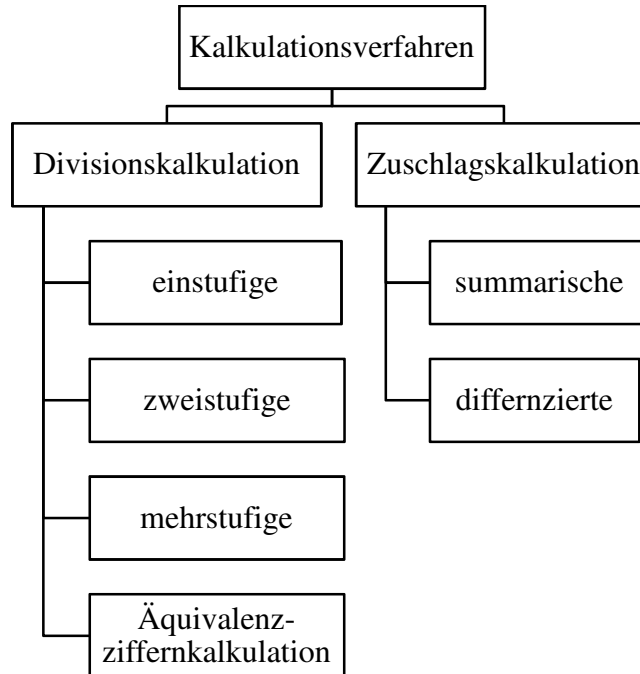 Kalkulationsverfahren
Divisionskalkulation
Zuschlagskalkulation
einstufige
summarische
zweistufige
differnzierte
mehrstufige
Äquivalenz-
ziffernkalkulation